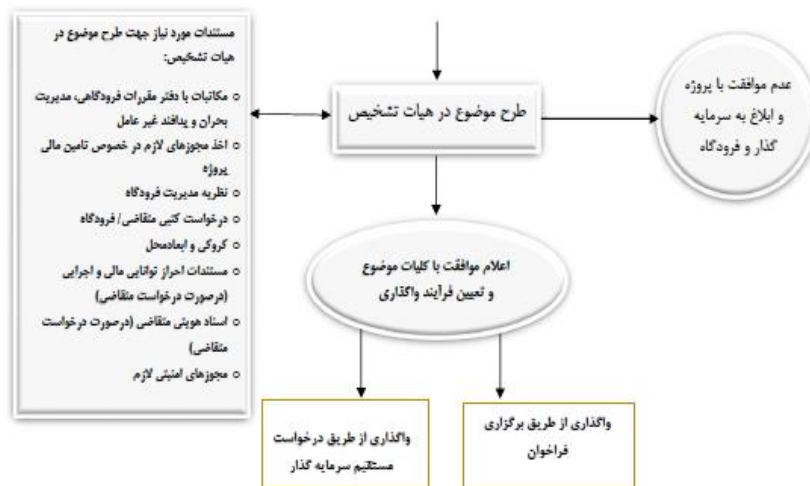 مستندات مورد نیاز جهت طرح موضوع در
هیات تشخیص:
o مکاتبات با دفتر مقررات فرودگاهی، مدیریت
بحران و پدافند غیر عامل
o اخذ مجوزهای لازم در خصوص تامین مالی
پروژه
o نظریه مدیریت فرودگاه
o درخواست کتبی متقاضی/ فرودگاه
o کروکی و ابعادمحل
o مستندات احراز توانایی مالی و اجرایی
(درصورت درخواست متقاضی)
o اسناد هویتی متقاضی (درصورت درخواست
متقاضی)
o مجوزهای امنیتی لازم
طرح موضوع در هیات تشخیص
عدم موافقت با پروژه
و ابلاغ به سرمایه
گذار و فرودگاه
اعلام موافقت با کلیات موضوع
و تعیین فرآیند واگذاری
واگذاری از طریق برگزاری
فراخوان
واگذاری از طریق درخواست
مستقیم سرمایه گذار